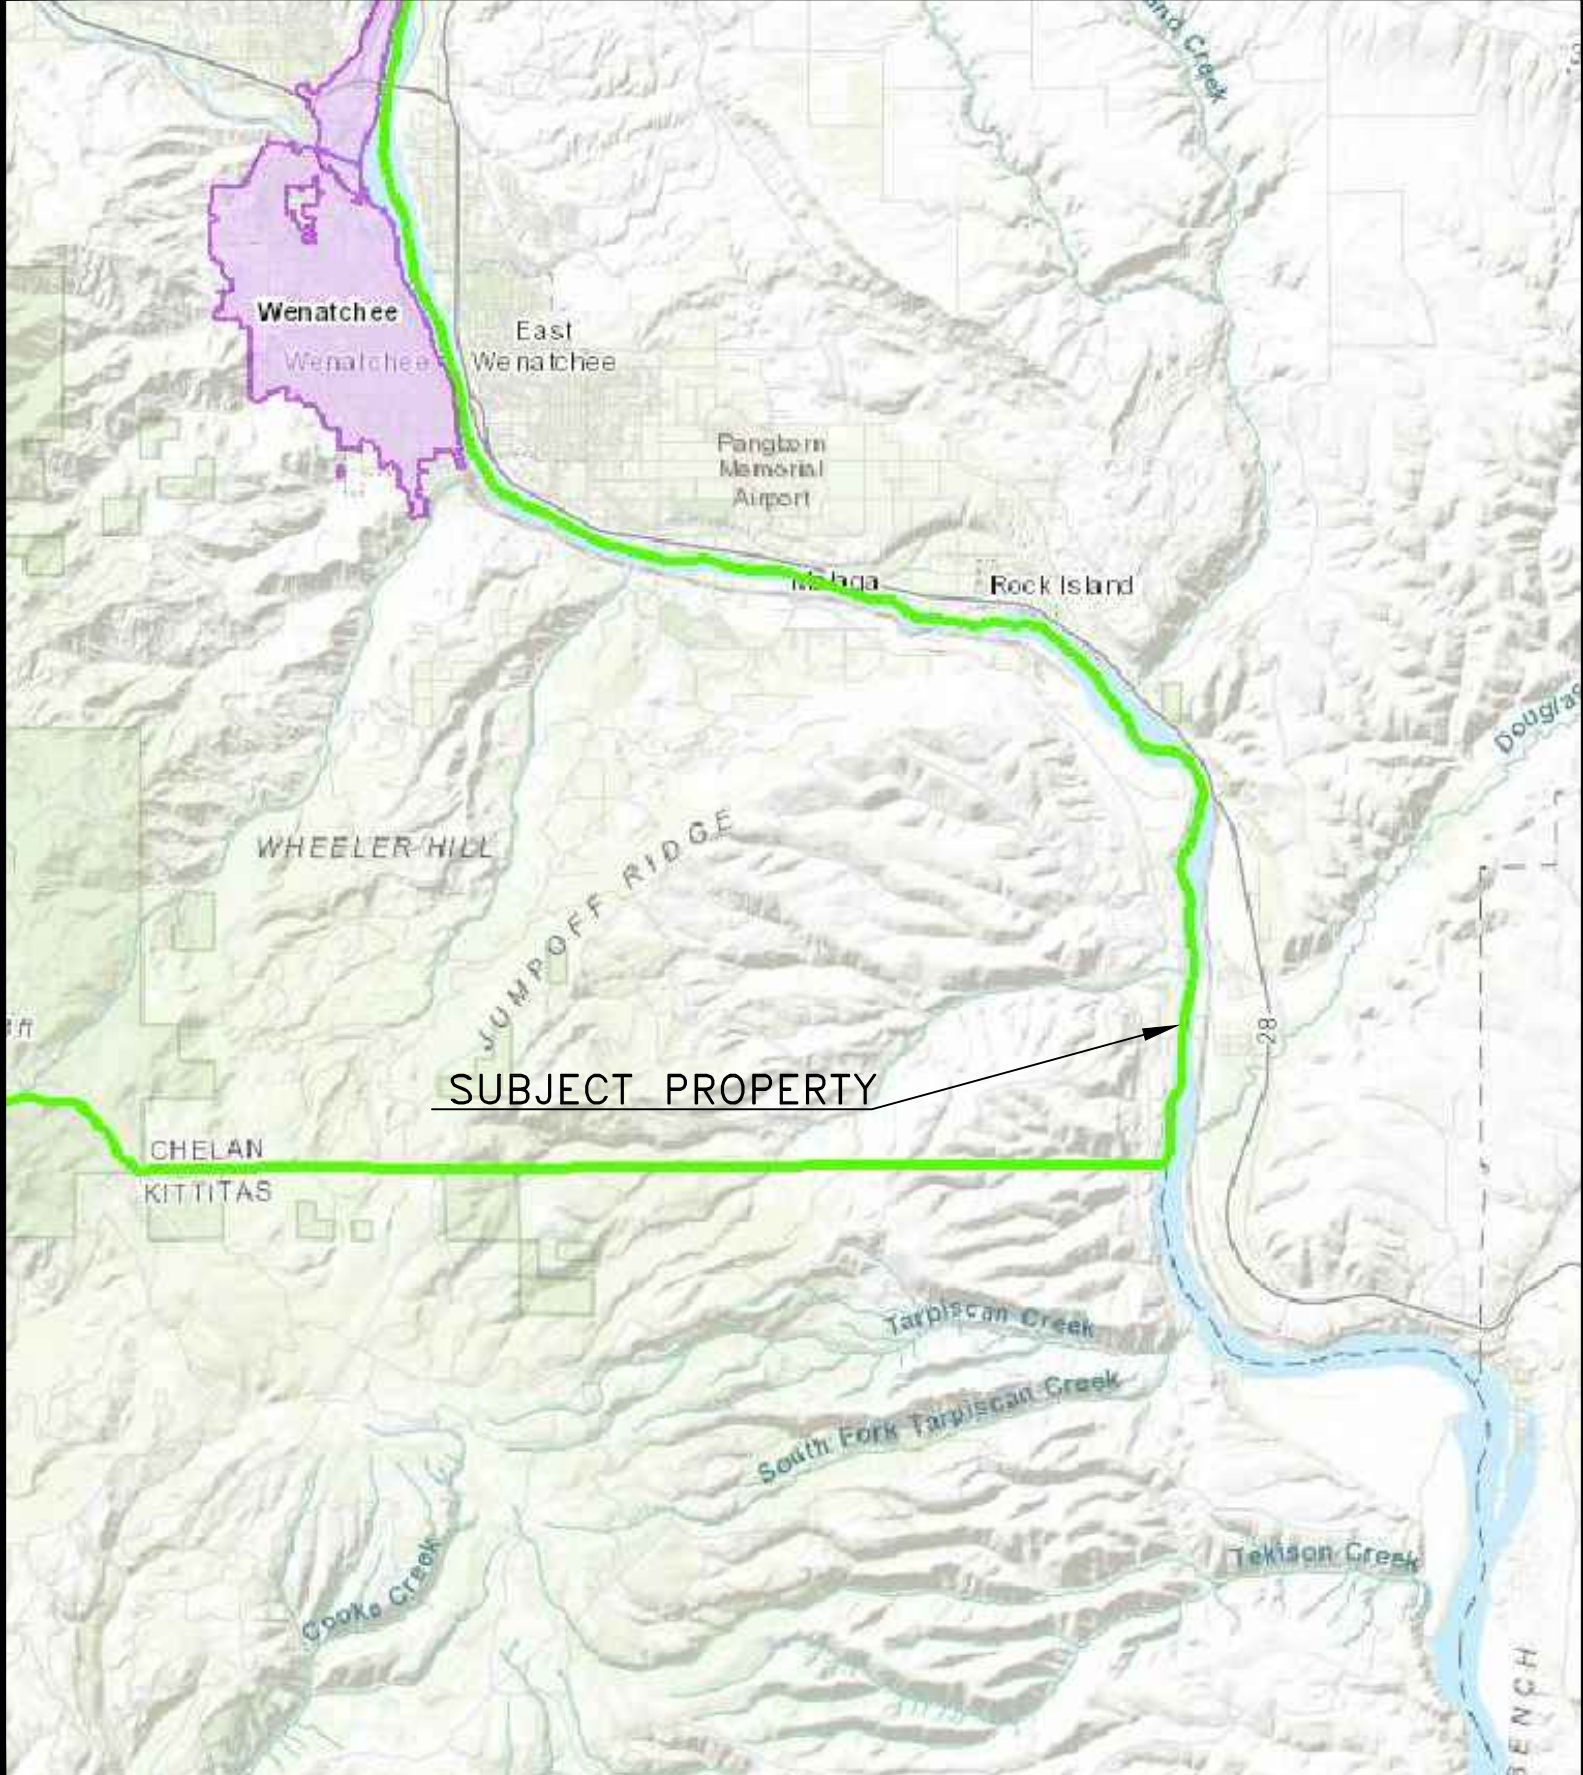 Wenatchee
Wenatchee
East
Wenatchee
Pangborn
Memorial
Airport
Malaga
Rock Island
Douglas
WHEELER HILL
JUMPOFF RIDGE
28
SUBJECT PROPERTY
CHELAN
KITTITAS
Tarpiscan Creek
South Fork Tarpiscan Creek
Tekison Creek
Cooke Creek
Creek
BENCH